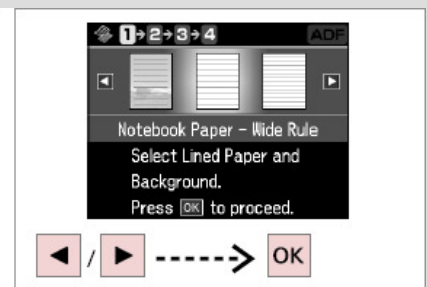 1→2→3→4 ADF
Notebook Paper – Wide Rule
Select Lined Paper and
Background.
Press OK to proceed.
/ OK